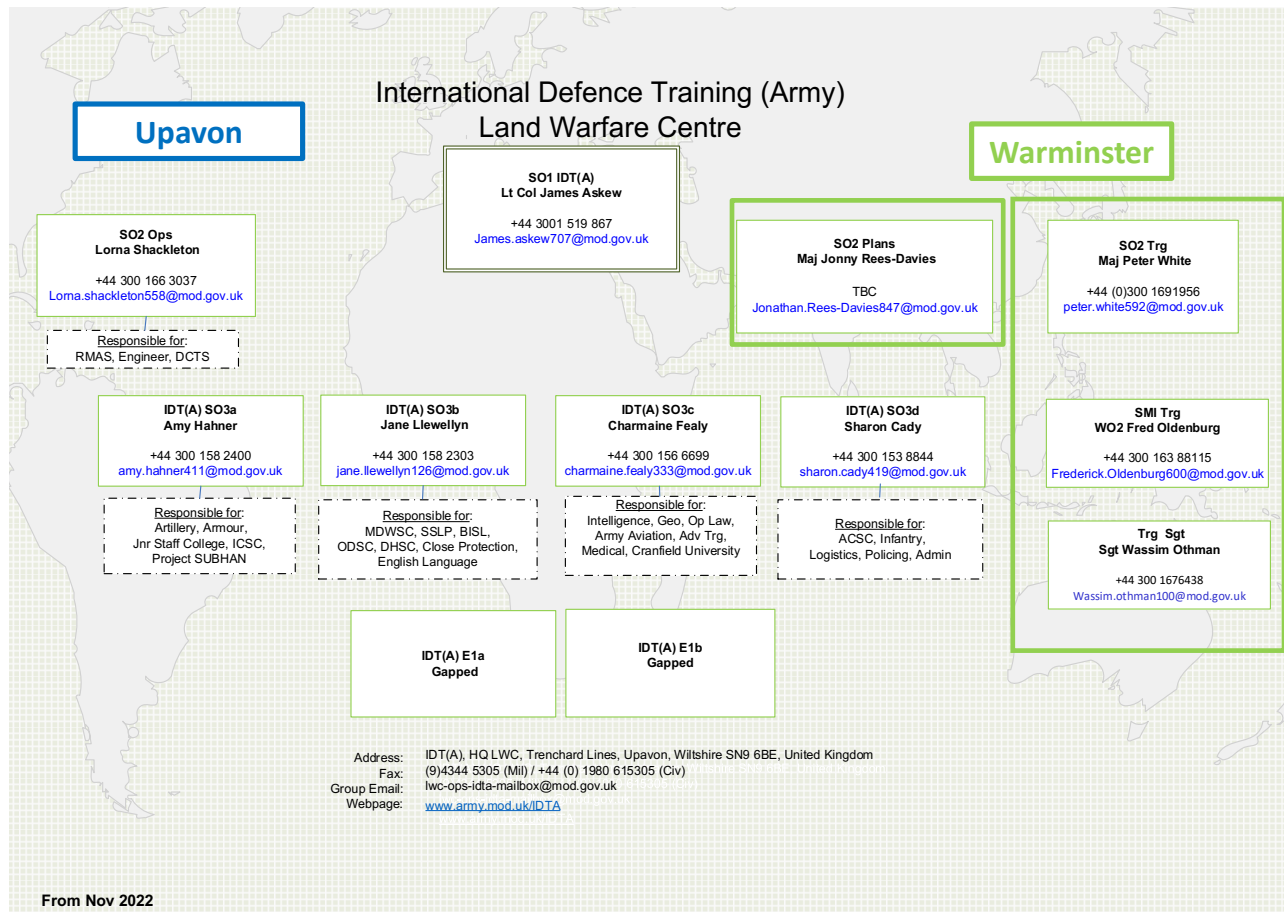 International Defence Training (Army)
Land Warfare Centre
Upavon
Warminster
SO1 IDT(A)
Lt Col James Askew
+44 3001 519 867
James.askew707@mod.gov.uk
SO2 Ops
Lorna Shackleton
+44 300 166 3037
Lorna.shackleton558@mod.gov.uk
Responsible for:
RMAS, Engineer, DCTS
SO2 Plans
Maj Jonny Rees-Davies
TBC
Jonathan.Rees-Davies847@mod.gov.uk
SO2 Trg
Maj Peter White
+44 (0)300 1691956
peter.white592@mod.gov.uk
IDT(A) SO3a
Amy Hahner
+44 300 158 2400
amy.hahner411@mod.gov.uk
Responsible for:
Artillery, Armour,
Jnr Staff College, ICSC,
Project SUBHAN
IDT(A) SO3b
Jane Llewellyn
+44 300 158 2303
jane.llewellyn126@mod.gov.uk
Responsible for:
MDWSC, SSLP, BISL,
ODSC, DHSC, Close Protection,
English Language
IDT(A) SO3c
Charmaine Fealy
+44 300 156 6699
charmaine.fealy333@mod.gov.uk
Responsible for:
Intelligence, Geo, Op Law,
Army Aviation, Adv Trg,
Medical, Cranfield University
IDT(A) SO3d
Sharon Cady
+44 300 153 8844
sharon.cady419@mod.gov.uk
Responsible for:
ACSC, Infantry,
Logistics, Policing, Admin
SMI Trg
WO2 Fred Oldenburg
+44 300 163 88115
Frederick.Oldenburg600@mod.gov.uk
Trg Sgt
Sgt Wassim Othman
+44 300 1676438
Wassim.othman100@mod.gov.uk
IDT(A) E1a
Gapped
IDT(A) E1b
Gapped
Address: IDT(A), HQ LWC, Trenchard Lines, Upavon, Wiltshire SN9 6BE, United Kingdom
Fax: (9)4344 5305 (Mil) / +44 (0) 1980 615305 (Civ)
Group Email: lwc-ops-idta-mailbox@mod.gov.uk
Webpage: www.army.mod.uk/IDTA
www.army.mod.uk/IDTA
From Nov 2022